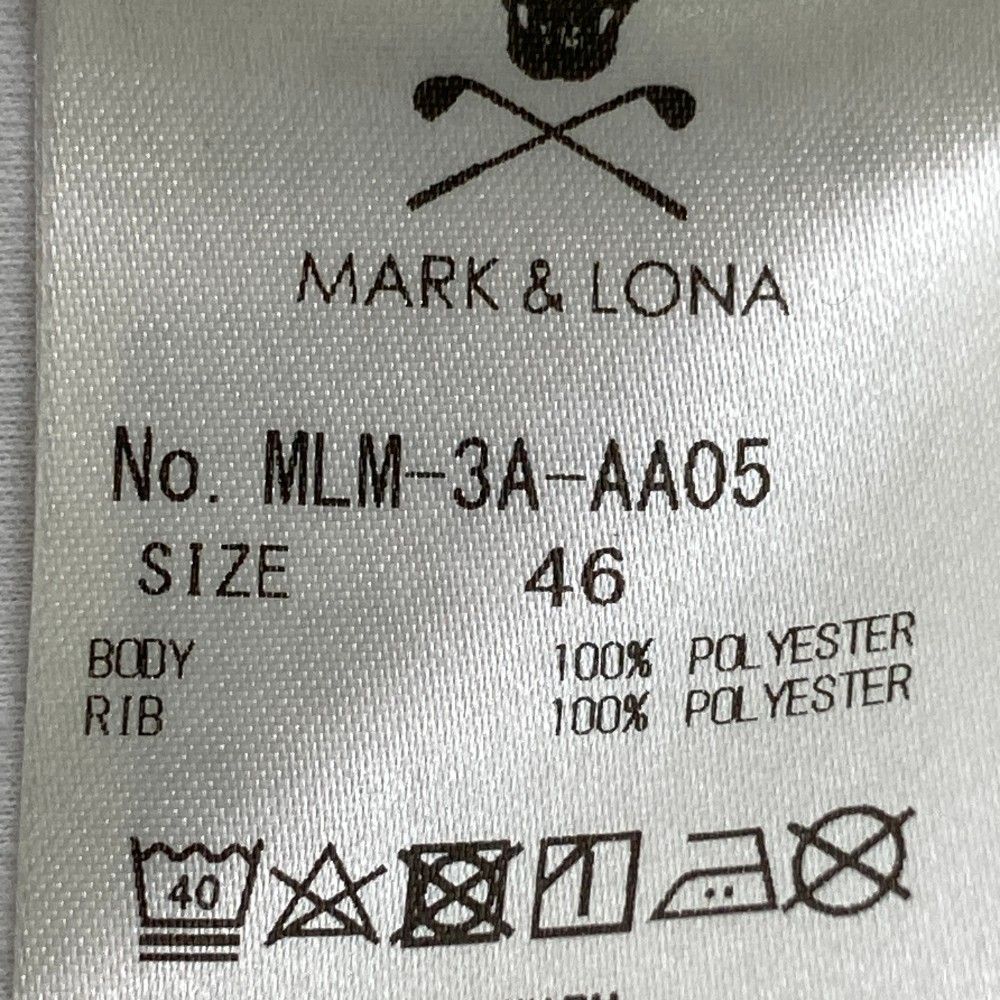 MARK & LONA
No. MLM-3A-AA05
SIZE 46
BODY 100% POLYESTER
RIB 100% POLYESTER
40